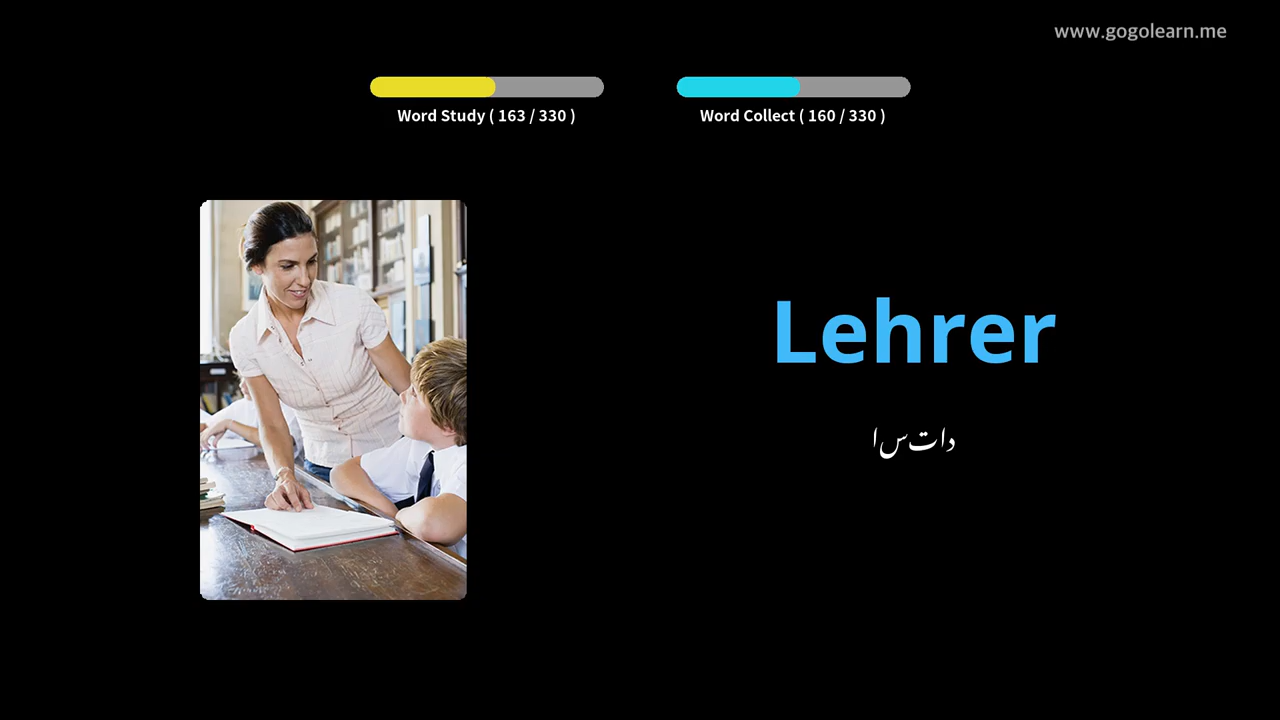 www.gogolearn.me
Word Study ( 163 / 330 )
Word Collect ( 160 / 330 )
Lehrer
داتسا